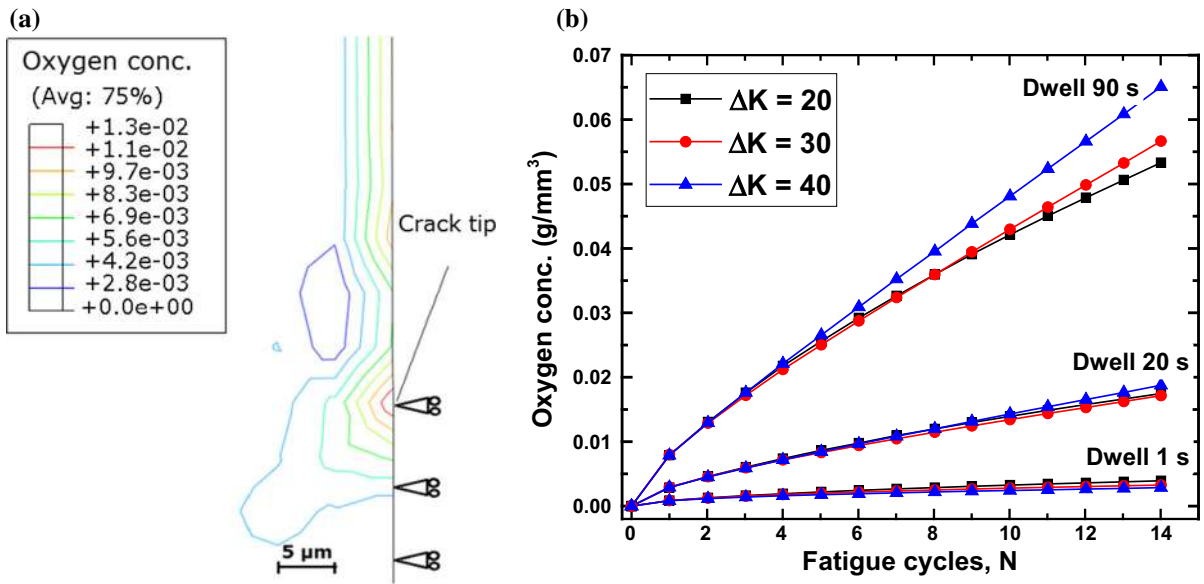 (a)
Oxygen conc.
(Avg: 75%)
+1.3e-02
+1.1e-02
+9.7e-03
+8.3e-03
+6.9e-03
+5.6e-03
+4.2e-03
+2.8e-03
+0.0e+00
Crack tip
5 μm
(b)
0.07
0.06
0.05
0.04
0.03
0.02
0.01
0.00
Oxygen conc. (g/mm³)
ΔK = 20
ΔK = 30
ΔK = 40
Dwell 90 s
Dwell 20 s
Dwell 1 s
0 2 4 6 8 10 12 14
Fatigue cycles, N